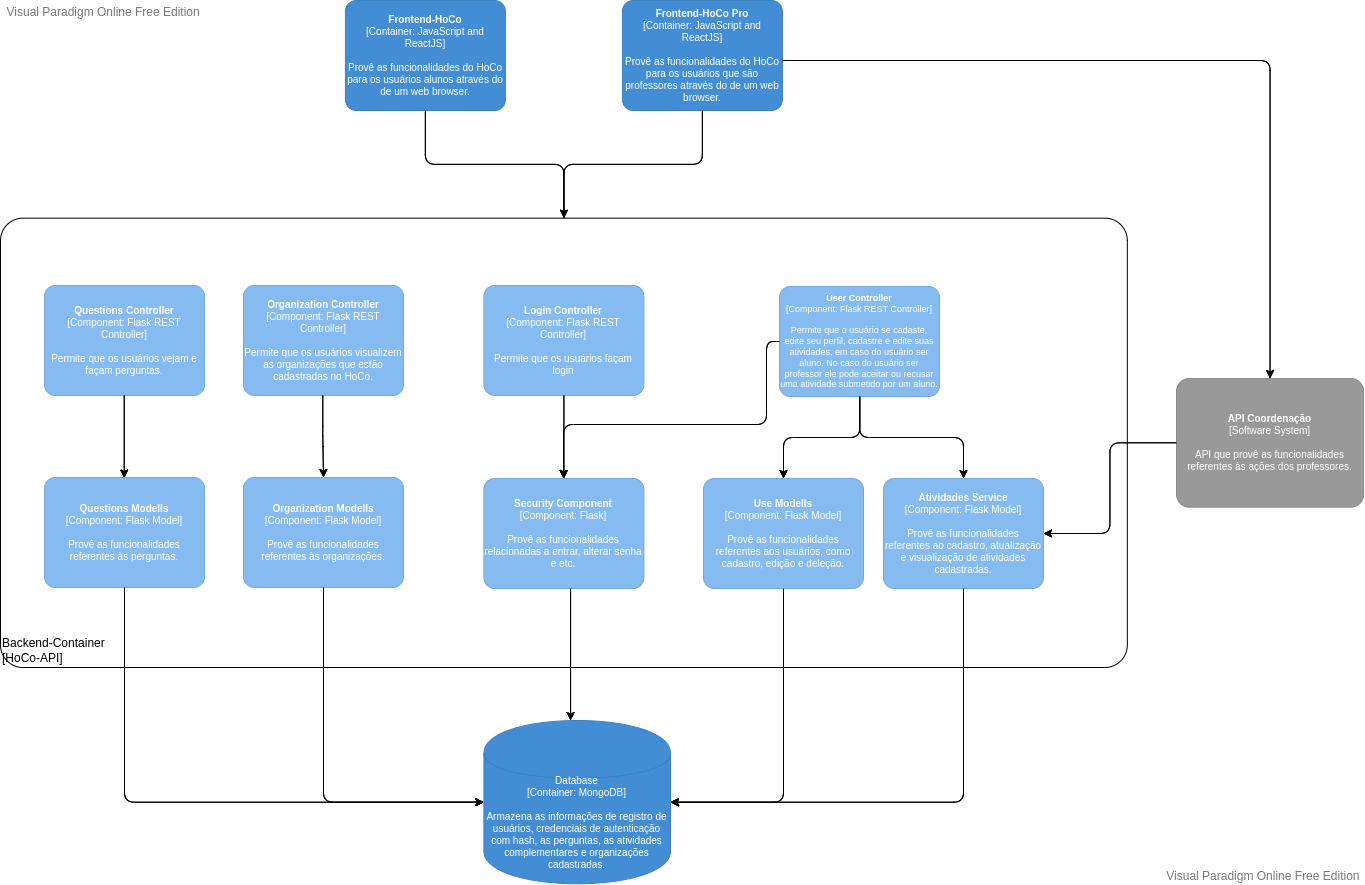 Visual Paradigm Online Free Edition
Frontend-HoCo
[Container: JavaScript and
ReactJS]
Provê as funcionalidades do HoCo
para os usuários alunos através do
de um web browser.
Frontend-HoCo Pro
[Container: JavaScript and
ReactJS]
Provê as funcionalidades do HoCo
para os usuários que são
professores através do de um web
browser.
Questions Controller
[Component: Flask REST
Controller]
Permite que os usuários vejam e
façam perguntas.
Organization Controller
[Component: Flask REST
Controller]
Permite que os usuários visualizem
as organizações que estão
cadastradas no HoCo.
Login Controller
[Component: Flask REST
Controller]
Permite que os usuários façam
login
User Controller
[Component: Flask REST Controller]
Permite que o usuário se cadaste,
edite seu perfil, cadastre e edite suas
atividades, em caso do usuário ser
aluno. No caso do usuário ser
professor ele pode aceitar ou recusar
uma atividade submetido por um aluno.
API Coordenação
[Software System]
API que provê as funcionalidades
referentes às ações dos professores.
Questions Modells
[Component: Flask Model]
Provê as funcionalidades
referentes às perguntas.
Organization Modells
[Component: Flask Model]
Provê as funcionalidades
referentes às organizações.
Security Component
[Component: Flask]
Provê as funcionalidades
relacionadas a entrar, alterar senha
e etc.
Use Modells
[Component: Flask Model]
Provê as funcionalidades
referentes aos usuários, como
cadastro, edição e deleção.
Atividades Service
[Component: Flask Model]
Provê as funcionalidades
referentes ao cadastro, atualização
e visualização de atividades
cadastradas.
Backend-Container
[HoCo-API]
Database
[Container: MongoDB]
Armazena as informações de registro de
usuários, credenciais de autenticação
com hash, as perguntas, as atividades
complementares e organizações
cadastradas.
Visual Paradigm Online Free Edition